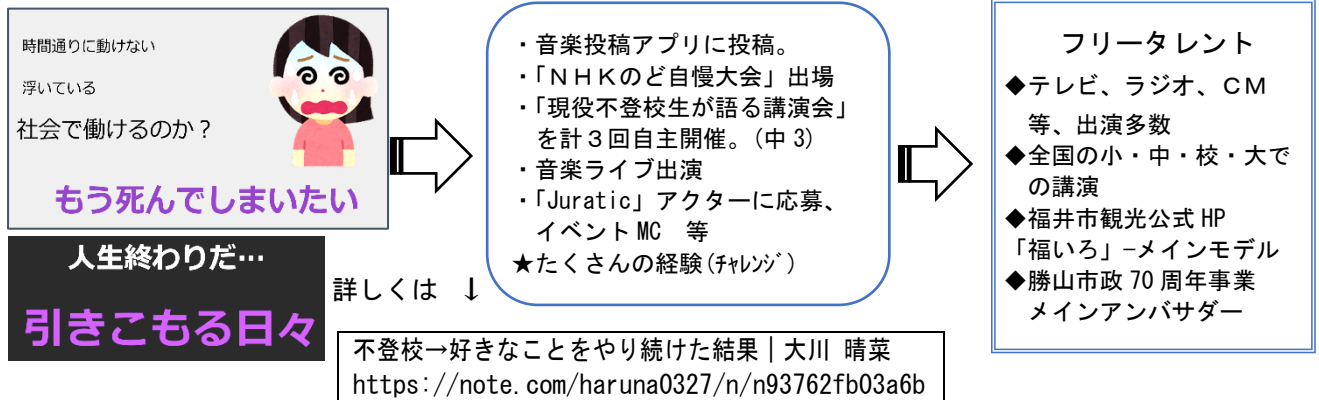 時間通りに動けない
浮いている
社会で働けるのか？
もう死んでしまいたい
人生終わりだ…
引きこもる日々
・音楽投稿アプリに投稿。
・「ＮＨＫのど自慢大会」出場
・「現役不登校生が語る講演会」
を計３回自主開催。(中 3)
・音楽ライブ出演
・「Juratic」アクターに応募、
イベント MC　等
★たくさんの経験(ﾁｬﾚﾝｼﾞ)
詳しくは　↓
不登校→好きなことをやり続けた結果｜大川 晴菜
https://note.com/haruna0327/n/n93762fb03a6b
フリータレント
◆テレビ、ラジオ、ＣＭ
等、出演多数
◆全国の小・中・校・大で
の講演
◆福井市観光公式 HP
「福いろ」-メインモデル
◆勝山市政 70 周年事業
メインアンバサダー